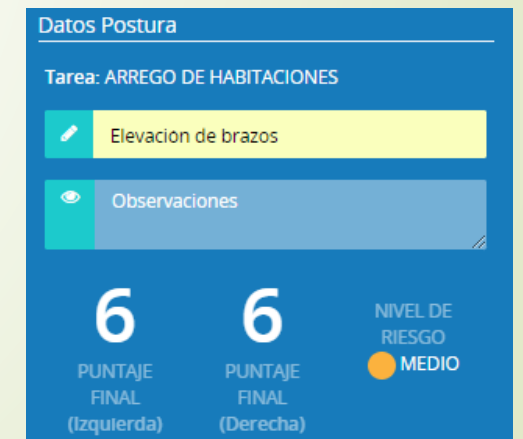 Datos Postura
Tarea: ARREGO DE HABITACIONES
Elevación de brazos
Observaciones
6 6 NIVEL DE RIESGO
PUNTAJE FINAL (Izquierda) PUNTAJE FINAL (Derecha) MEDIO